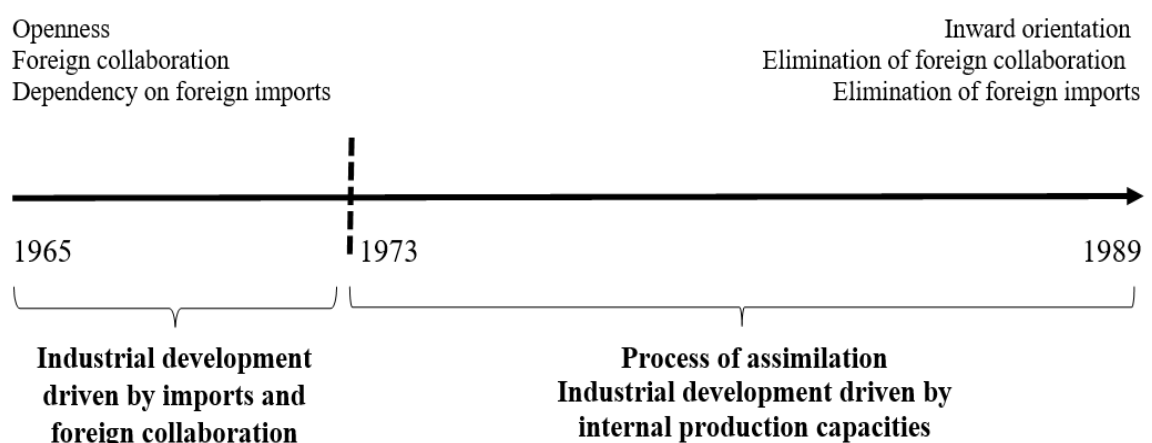 Openness
Foreign collaboration
Dependency on foreign imports
Inward orientation
Elimination of foreign collaboration
Elimination of foreign imports
1965
1973
1989
Industrial development
driven by imports and
foreign collaboration
Process of assimilation
Industrial development driven by
internal production capacities